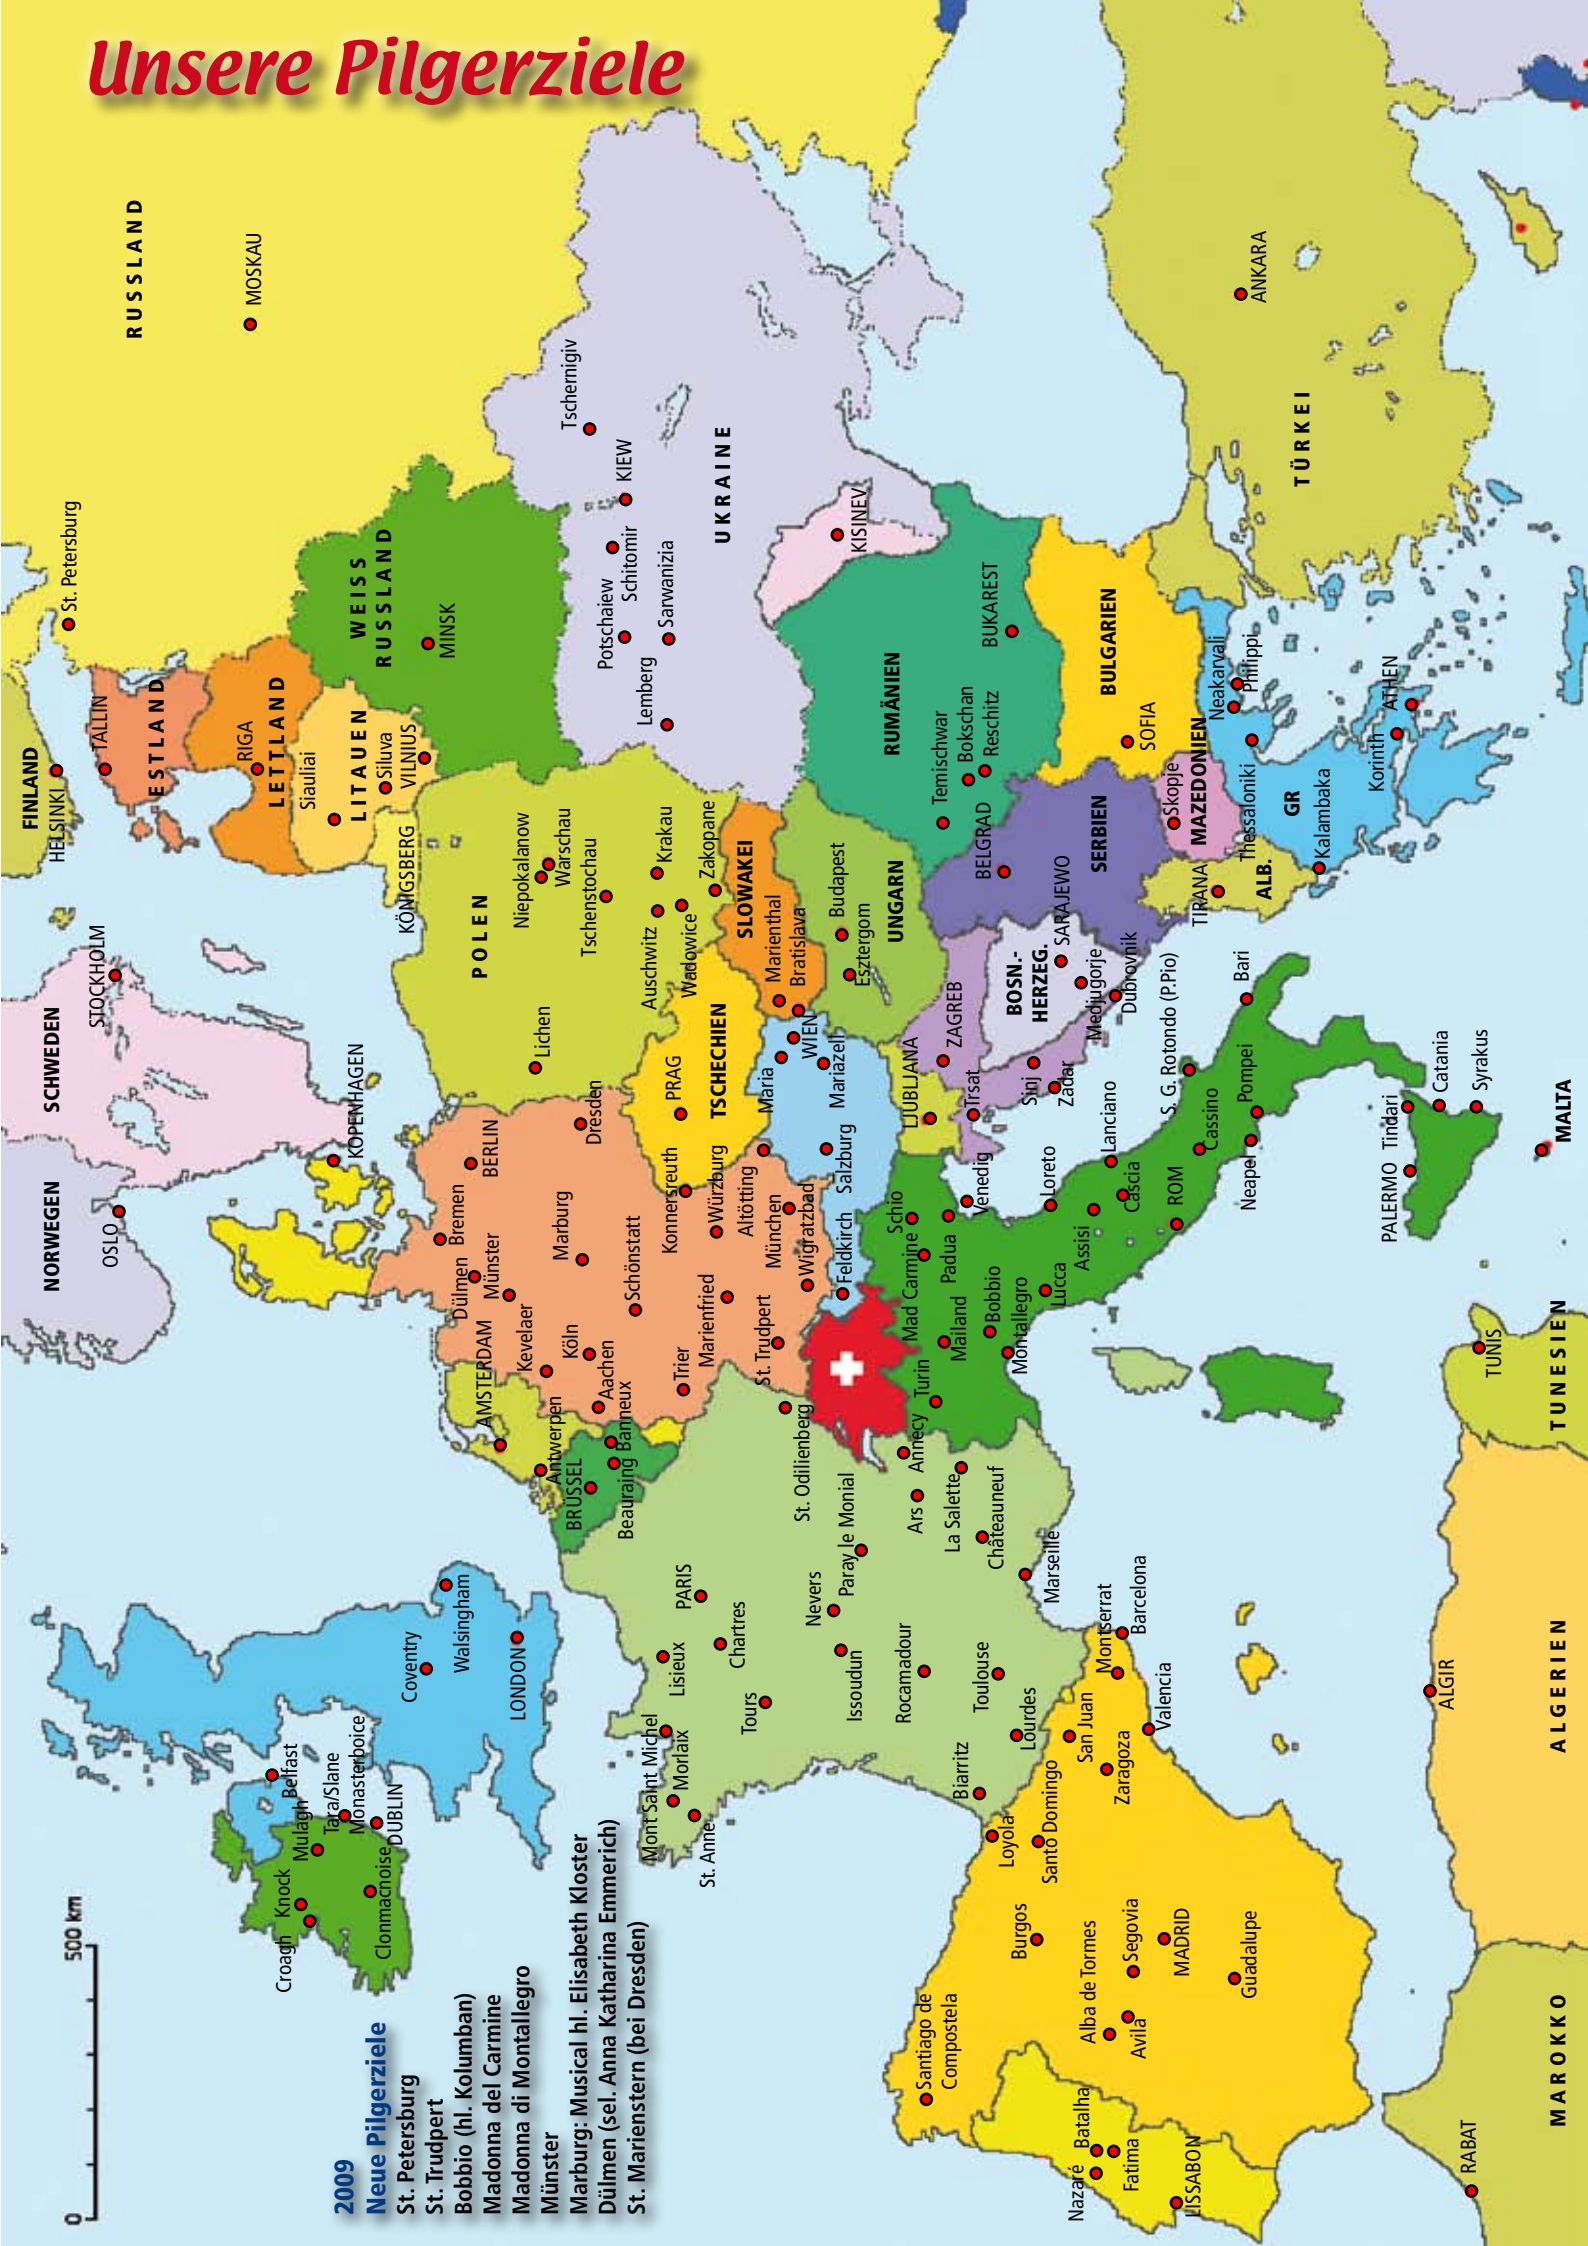 Unsere Pilgerziele
0
500 km
2009
Neue Pilgerziele
St. Petersburg
St. Trudpert
Bobbio (hl. Kolumban)
Madonna del Carmine
Madonna di Montallegro
Münster
Marburg: Musical hl. Elisabeth Kloster
Dülmen (sel. Anna Katharina Emmerich)
St. Marienstern (bei Dresden)
NORWEGEN
OSLO
SCHWEDEN
STOCKHOLM
KOPENHAGEN
FINLAND
HELSINKI
TALLIN
ESTLAND
RIGA
LETTLAND
Siauliai
LITAUEN
Siluva
VILNIUS
KÖNIGSBERG
St. Petersburg
RUSSLAND
MOSKAU
WEISS
RUSSLAND
MINSK
Tschernigiv
KIEW
Schitomir
Potschaiew
Sarwanizia
Lemberg
UKRAINE
KISINEV
Croagh
Knock
Mulagh
Belfast
Tara/Slane
Monasterboice
DUBLIN
Clonmacnoise
Coventry
Walsingham
LONDON
AMSTERDAM
Antwerpen
BRÜSSEL
Beauraing
Banneux
BERLIN
Bremen
Dülmen
Münster
Kevelaer
Köln
Aachen
Marburg
Schönstatt
Dresden
Trier
Marienfried
St. Trudpert
Konnersreuth
Würzburg
Altötting
München
Wigratzbad
POLEN
Lichen
Niepokalanow
Warschau
Tschenstochau
Auschwitz
Wadowice
Krakau
Zakopane
PRAG
TSCHECHIEN
SLOWAKEI
Marienthal
Bratislava
Maria
WIEN
Mariazell
Salzburg
Feldkirch
Budapest
Esztergom
UNGARN
RUMÄNIEN
Temischwar
Bokschan
Reschitz
BUKAREST
BULGARIEN
SOFIA
BELGRAD
SERBIEN
Skopje
MAZEDONIEN
TIRANA
ALB.
LJUBLJANA
ZAGREB
Trsat
BOSN.-
HERZEG.
SARAJEWO
Medjugorje
Dubrovnik
Sinj
Zadar
GR
Thessaloniki
Neakarvali
Philippi
Kalambaka
Korinth
ATHEN
TÜRKEI
ANKARA
Mont Saint Michel
Morlaix
St. Anne
Lisieux
PARIS
Chartres
Tours
Nevers
Paray le Monial
Issoudun
Rocamadour
Toulouse
Lourdes
Biarritz
St. Odilienberg
Ars
Annecy
La Salette
Châteauneuf
Marseille
Santiago de
Compostela
Loyola
Santo Domingo
San Juan
Montserrat
Barcelona
Zaragoza
Valencia
Burgos
Alba de Tormes
Avila
Segovia
MADRID
Guadalupe
Nazaré
Batalha
Fatima
LISSABON
Turin
Mad Carmine
Mailand
Schio
Padua
Venedig
Bobbio
Montallegro
Lucca
Loreto
Assisi
Cascia
Lanciano
ROM
Cassino
S. G. Rotondo (P.Pio)
Neapel
Pompei
Bari
PALERMO
Tindari
Catania
Syrakus
MALTA
TUNIS
TUNESIEN
ALGIR
ALGERIEN
RABAT
MAROKKO